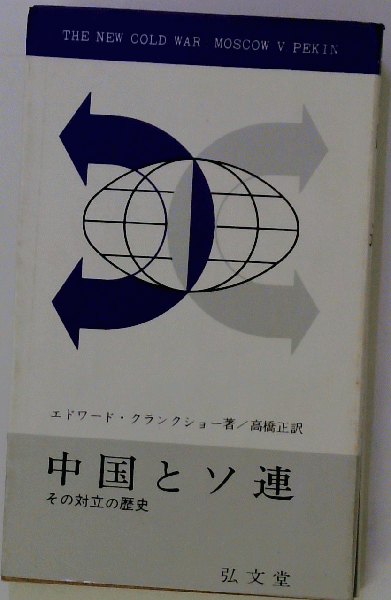 THE NEW COLD WAR MOSCOW V PEKIN
エドワード・クランクショー著／高橋正訳
中国とソ連
その対立の歴史
弘文堂